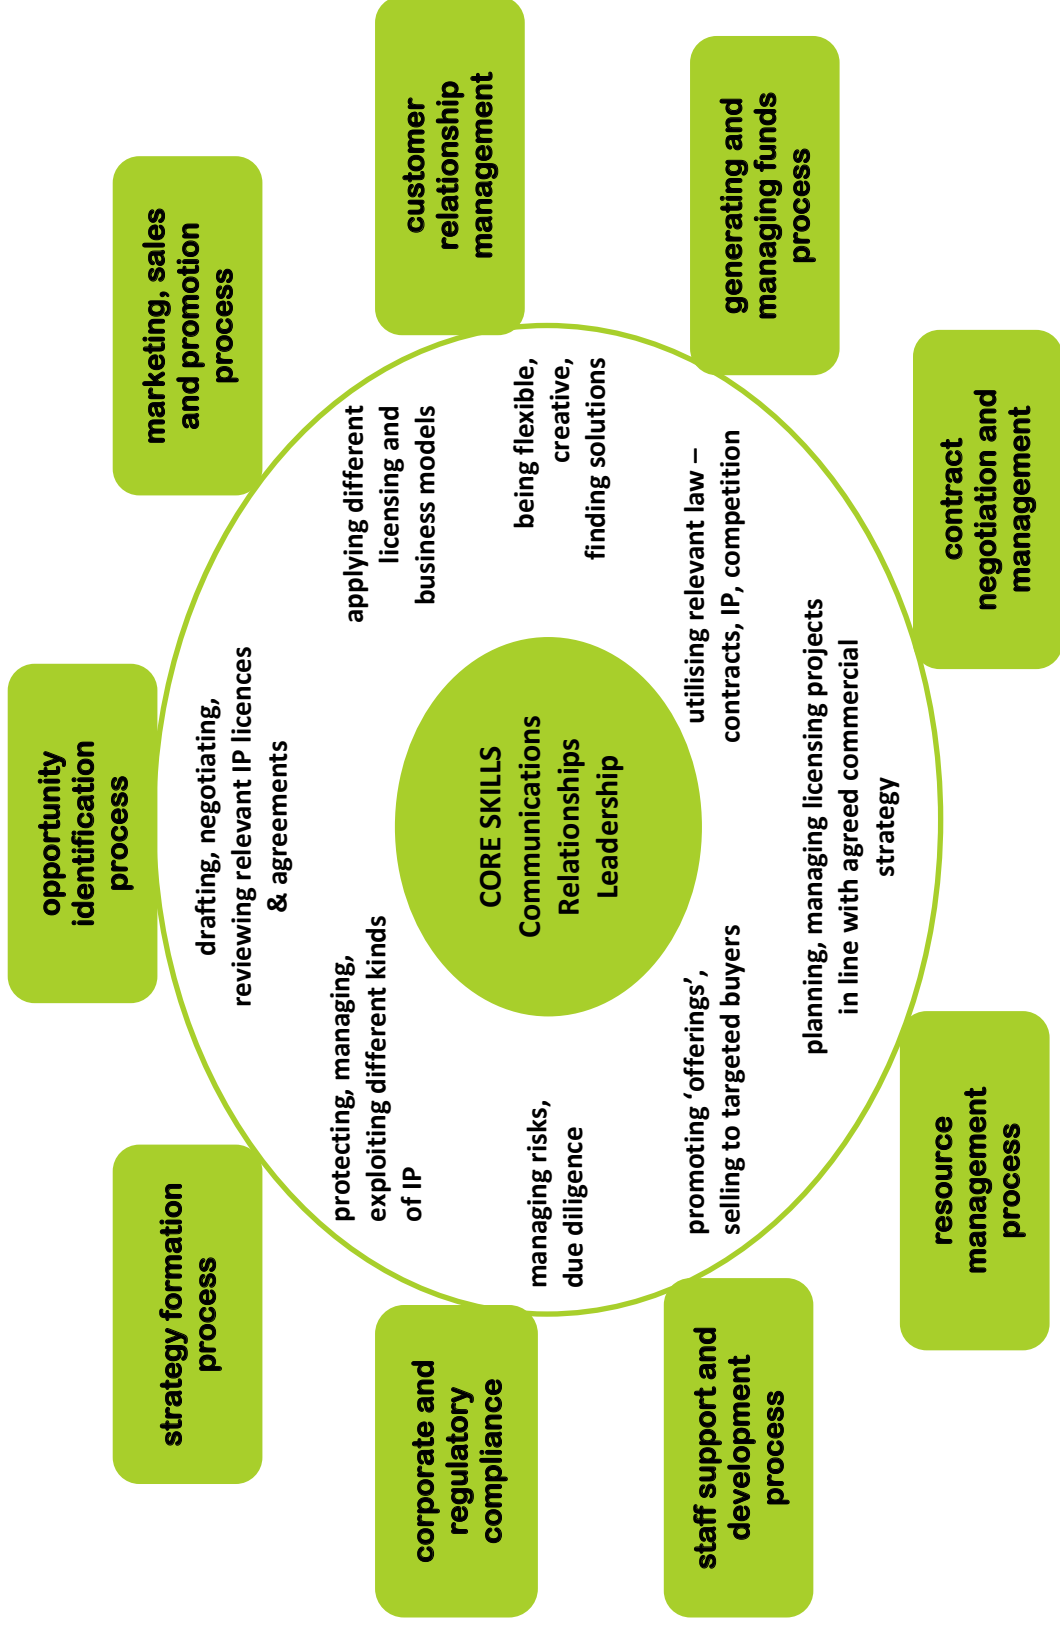 opportunity
identification
process
strategy formation
process
marketing, sales
and promotion
process
corporate and
regulatory
compliance
customer
relationship
management
staff support and
development
process
generating and
managing funds
process
resource
management
process
contract
negotiation and
management
drafting, negotiating,
reviewing relevant IP licences
& agreements
protecting, managing,
exploiting different kinds
of IP
applying different
licensing and
business models
managing risks,
due diligence
being flexible,
creative,
finding solutions
CORE SKILLS
Communications
Relationships
Leadership
promoting ‘offerings’,
selling to targeted buyers
utilising relevant law –
contracts, IP, competition
planning, managing licensing projects
in line with agreed commercial
strategy